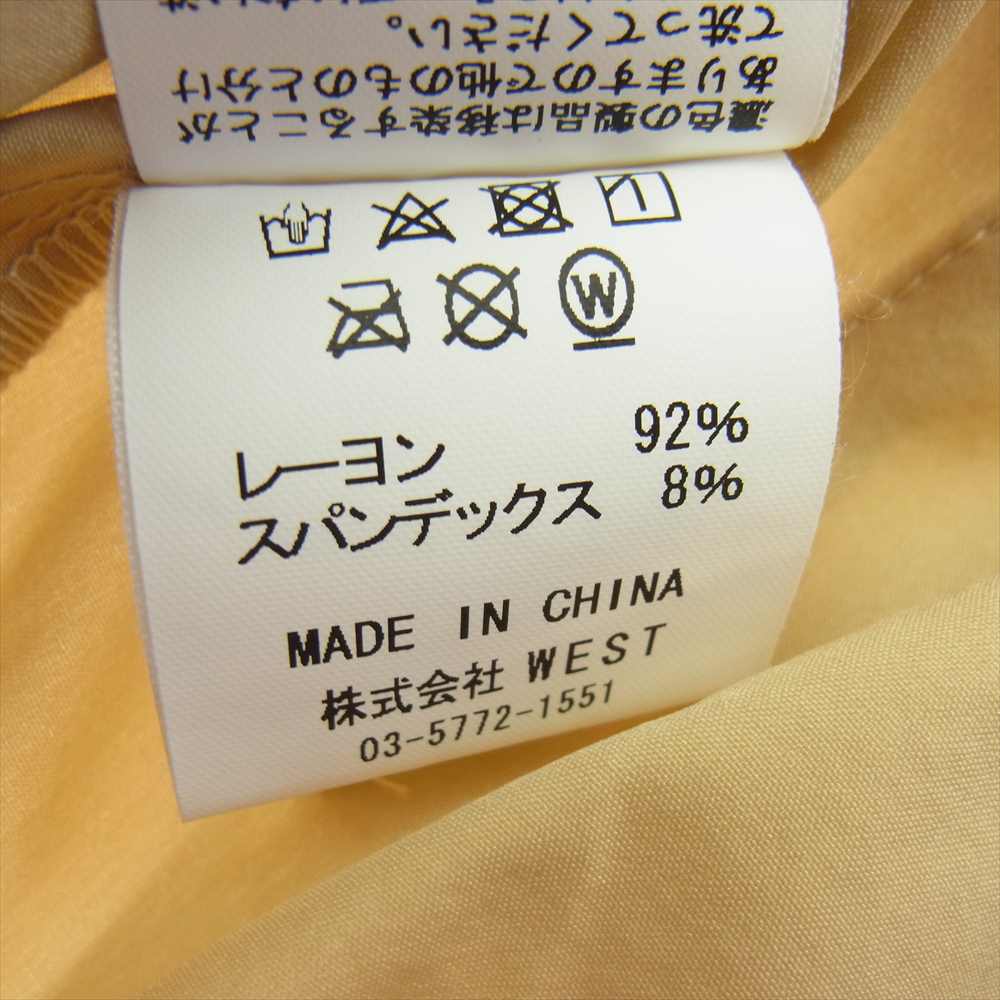 濃色の製品は移染することが
ありますので他のものと分け
て洗ってください。
W
レーヨン 92%
スパンデックス 8%
MADE IN CHINA
株式会社 WEST
03-5772-1551